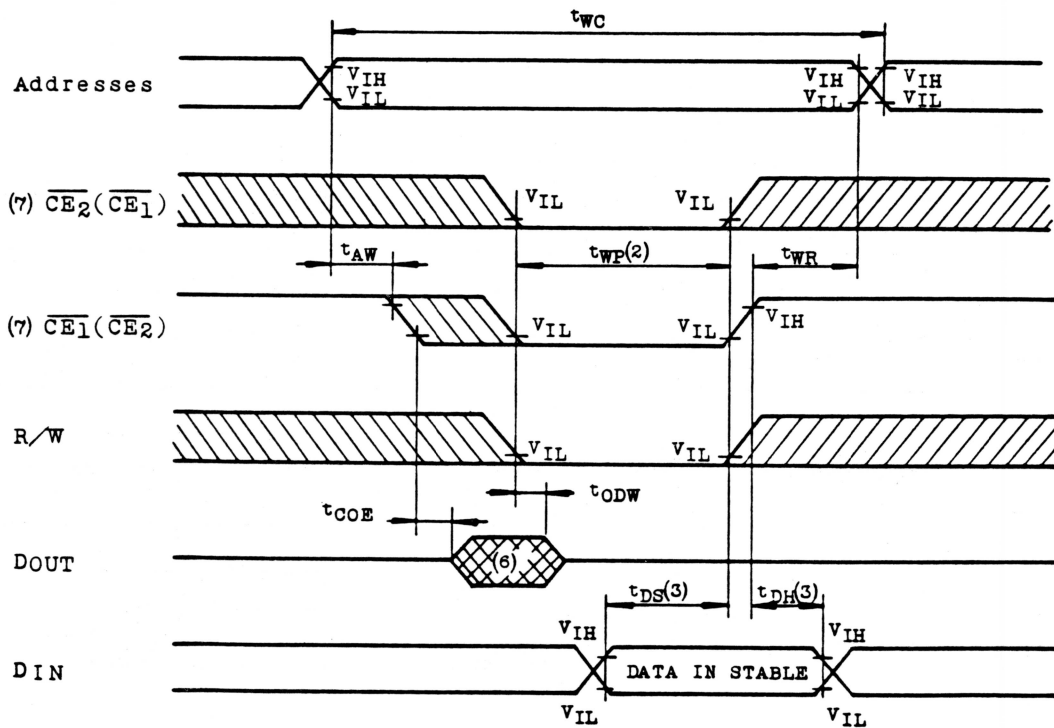 tWC
Addresses
VIH
VIL
VIH
VIL
VIH
VIL
(7) CE2(CE1)
VIL
VIL
tAW
tWP(2)
tWR
(7) CE1(CE2)
VIL
VIL
VIH
R/W
VIL
VIL
tCOE
tODW
DOUT
(6)
tDS(3)
tDH(3)
VIH
VIH
DIN
DATA IN STABLE
VIL
VIL